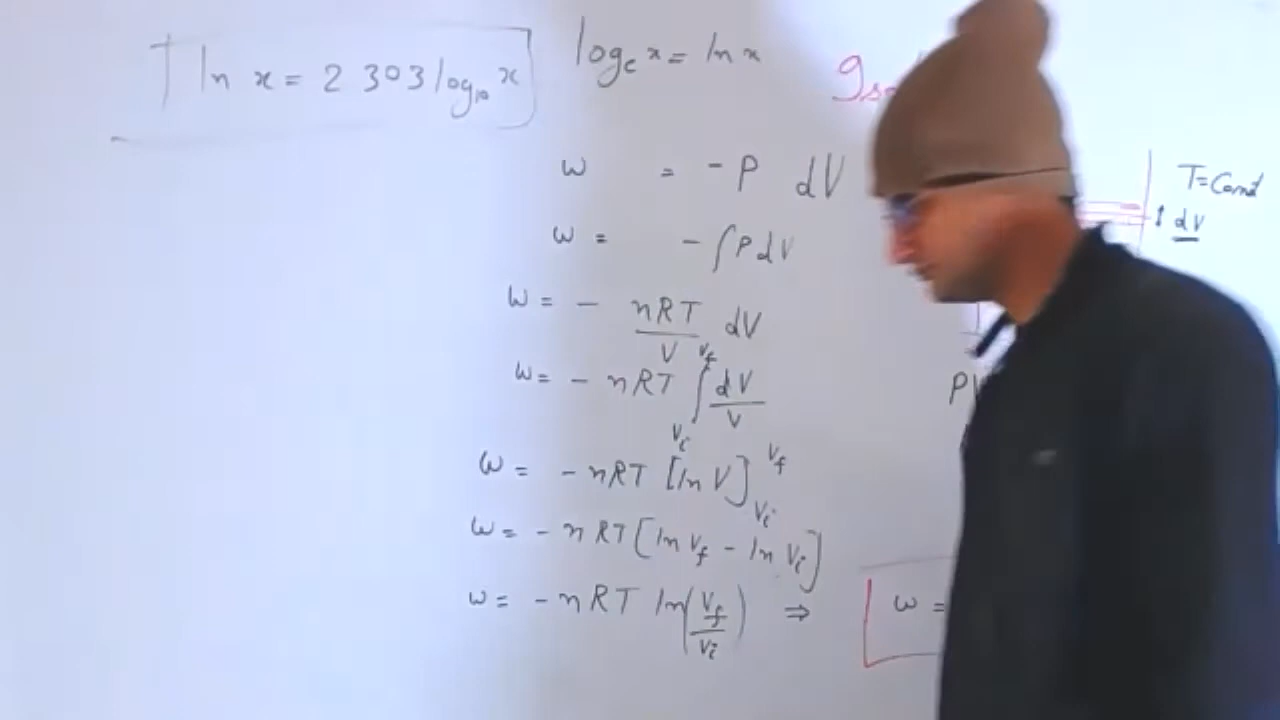 ln x = 2 303 log₁₀ x
logₑ x = ln x
w = - P dV
T = Const
dV
w = - ∫ P dV
w = - nRT/V dV
w = - nRT ∫_{Vi}^{Vf} dV/V
w = - nRT [ln V]_{Vi}^{Vf}
w = - nRT [ln Vf - ln Vi]
w = - nRT ln(Vf/Vi) ⇒ w =